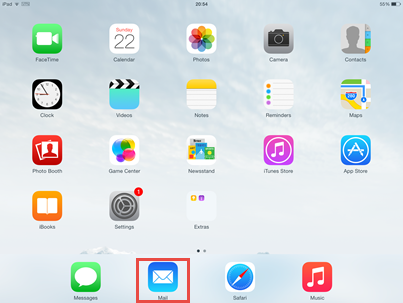 iPad 20:54 55%
Sunday
22
FaceTime Calendar Photos Camera Contacts
Clock Videos Notes Reminders Maps
Photo Booth Game Center Newsstand iTunes Store App Store
1
iBooks Settings Extras
Messages Mail Safari Music